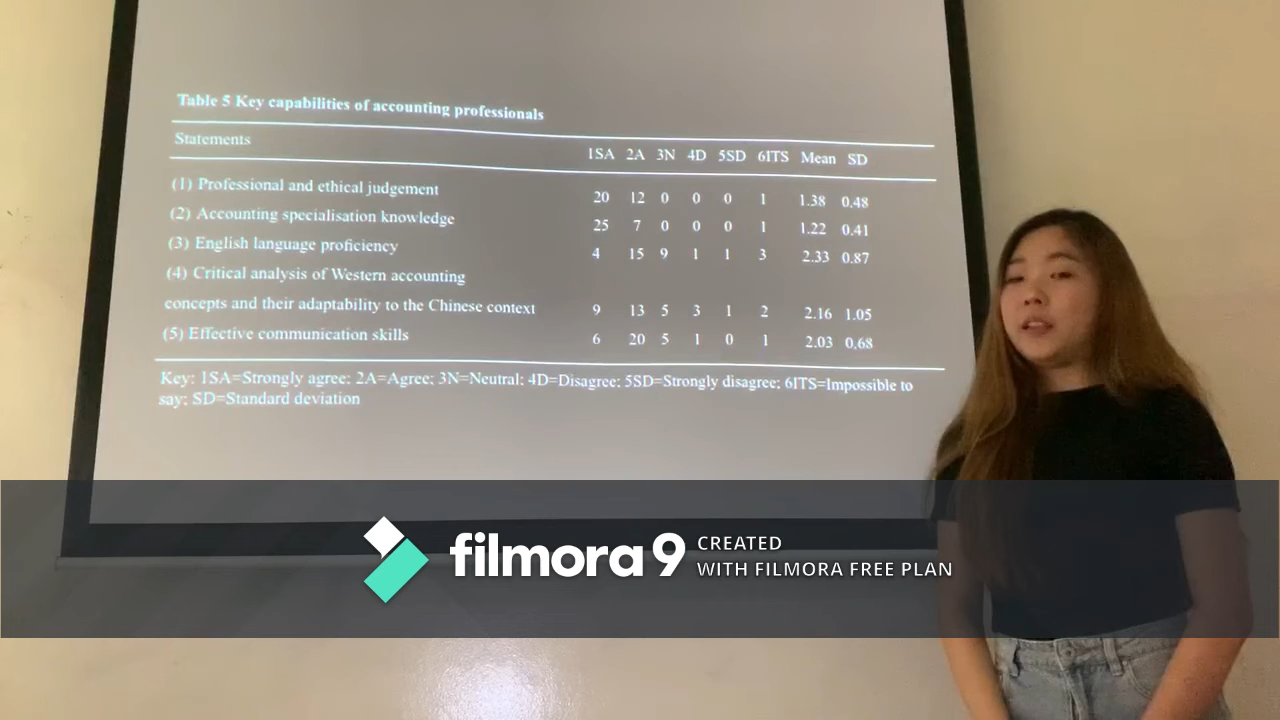 Table 5 Key capabilities of accounting professionals
Statements 1SA 2A 3N 4D 5SD 6ITS Mean SD
(1) Professional and ethical judgement 20 12 0 0 0 1 1.38 0.48
(2) Accounting specialisation knowledge 25 7 0 0 0 1 1.22 0.41
(3) English language proficiency 4 15 9 1 1 3 2.33 0.87
(4) Critical analysis of Western accounting
concepts and their adaptability to the Chinese context 9 13 5 3 1 2 2.16 1.05
(5) Effective communication skills 6 20 5 1 0 1 2.03 0.68
Key: 1SA=Strongly agree; 2A=Agree; 3N=Neutral; 4D=Disagree; 5SD=Strongly disagree; 6ITS=Impossible to
say; SD=Standard deviation
filmora 9 CREATED
WITH FILMORA FREE PLAN